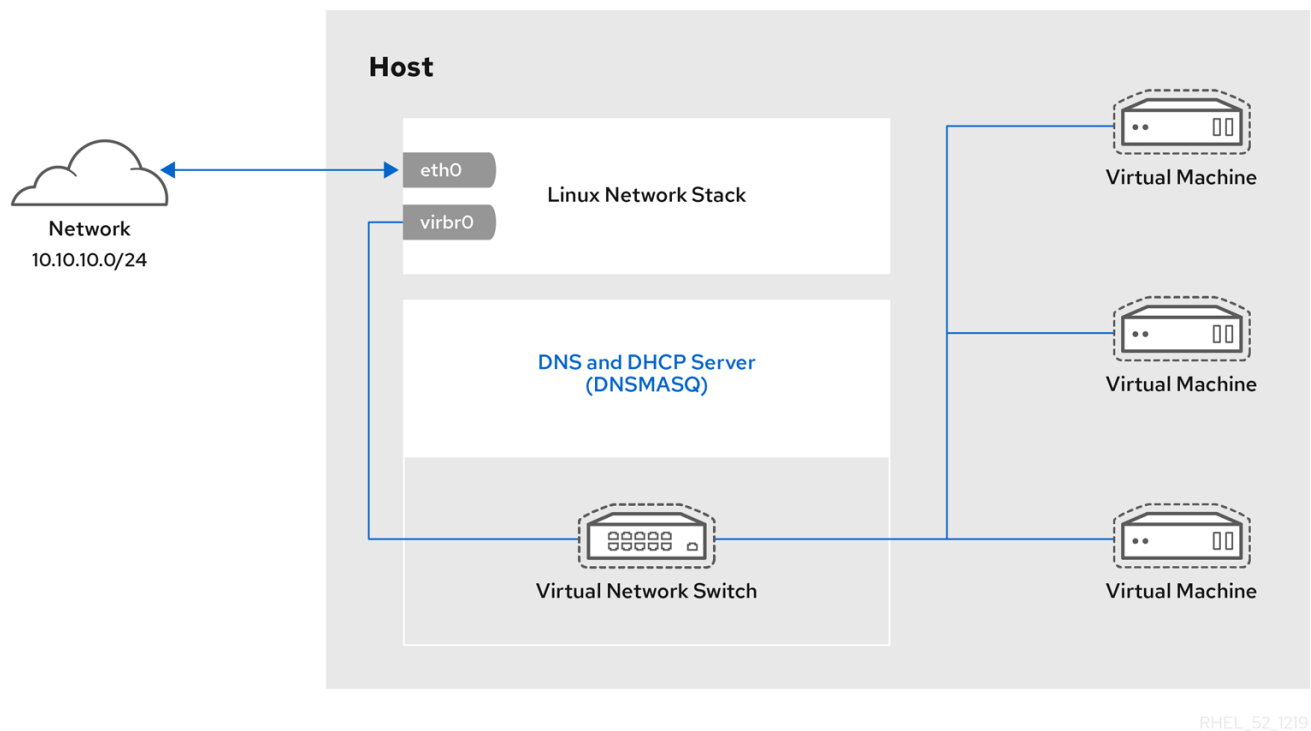 Host
eth0
Linux Network Stack
virbr0
Network
10.10.10.0/24
DNS and DHCP Server
(DNSMASQ)
Virtual Network Switch
Virtual Machine
Virtual Machine
Virtual Machine
RHEL_52_1219